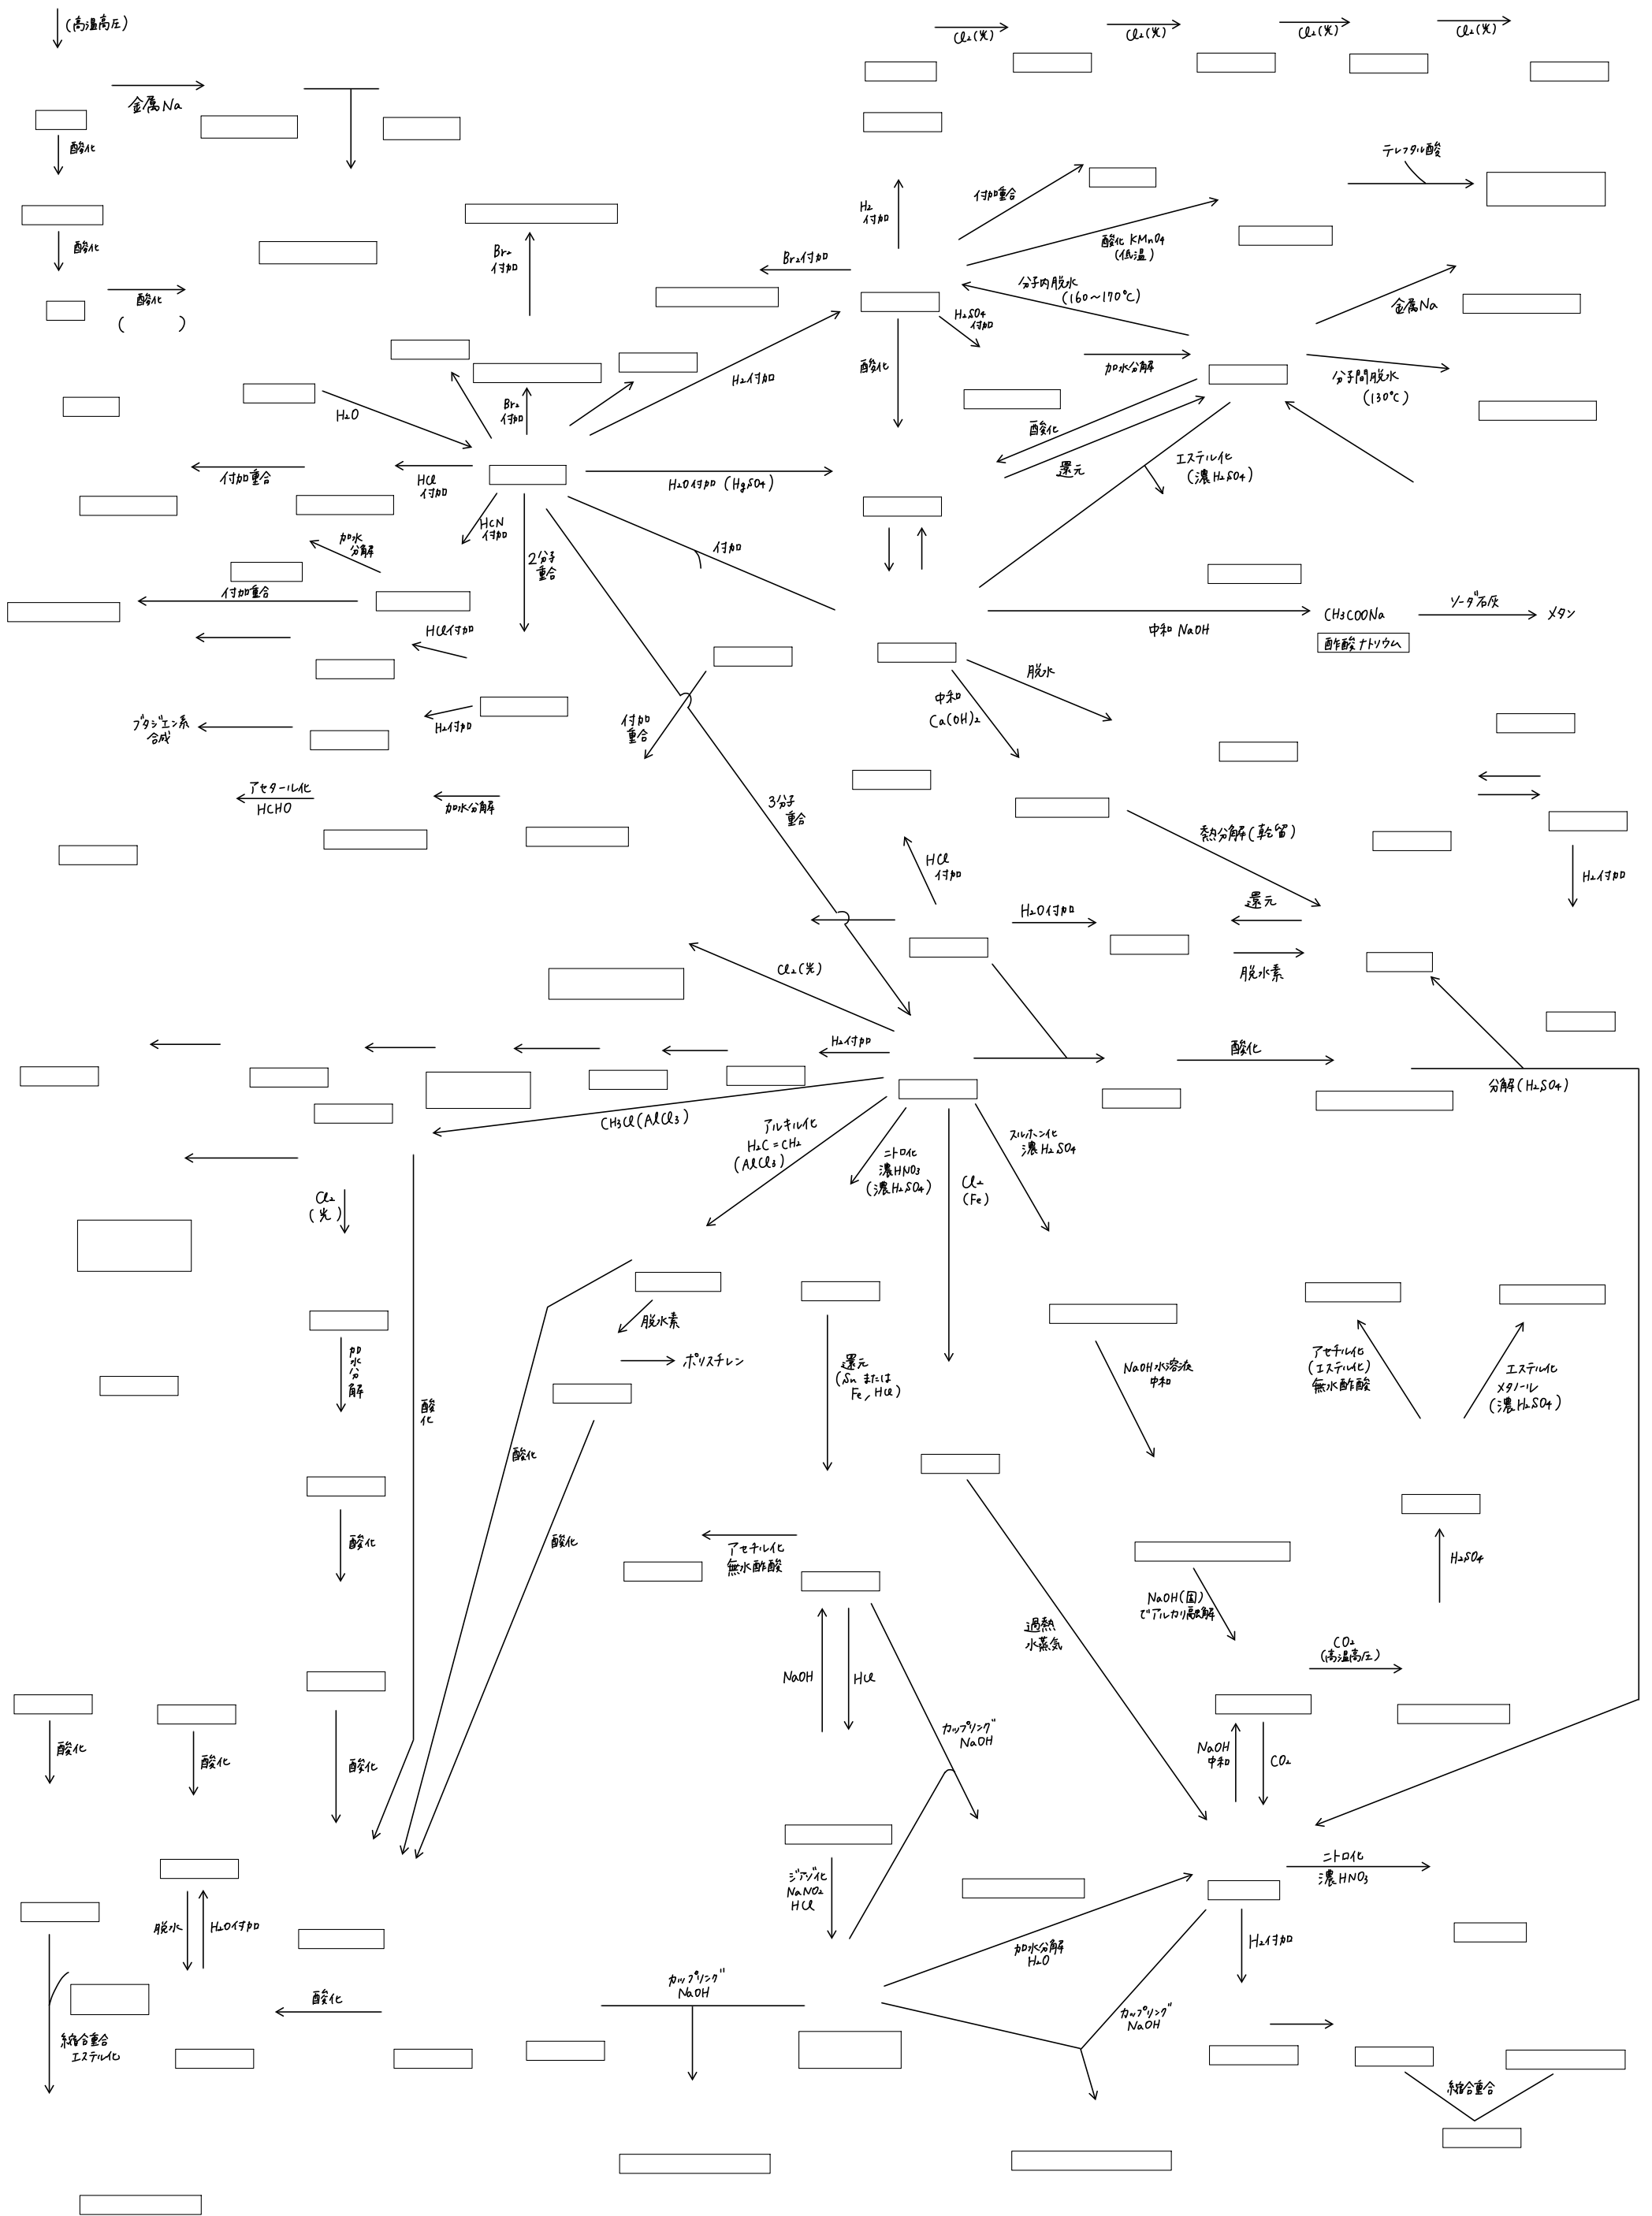 (高温高圧)
Cl₂(光)
Cl₂(光)
Cl₂(光)
Cl₂(光)
金属Na
酸化
テレフタル酸
付加重合
H₂
付加
酸化
酸化 KMnO₄
(低温)
Br₂
付加
Br₂付加
分子内脱水
(160〜170℃)
酸化
(      )
H₂SO₄
付加
金属Na
酸化
加水分解
分子間脱水
(130℃)
H₂付加
Br₂
付加
H₂O
酸化
還元
エステル化
(濃H₂SO₄)
付加重合
HCl
付加
H₂O付加 (HgSO₄)
HCN
付加
加水
分解
2分子
重合
付加
付加重合
中和 NaOH
CH₃COONa
ソーダ石灰
メタン
酢酸ナトリウム
HCl付加
脱水
中和
Ca(OH)₂
ブタジエン系
合成
H₂付加
付加
重合
アセタール化
HCHO
加水分解
3分子
重合
熱分解(乾留)
HCl
付加
H₂付加
H₂O付加
還元
脱水素
Cl₂(光)
H₂付加
酸化
分解(H₂SO₄)
CH₃Cl(AlCl₃)
アルキル化
H₂C=CH₂
(AlCl₃)
ニトロ化
濃HNO₃
(濃H₂SO₄)
スルホン化
濃H₂SO₄
Cl₂
(Fe)
Cl₂
(光)
脱水素
ポリスチレン
還元
(Snまたは
Fe, HCl)
NaOH水溶液
中和
アセチル化
(エステル化)
無水酢酸
エステル化
メタノール
(濃H₂SO₄)
加
水
分
解
酸
化
酸化
酸化
酸化
アセチル化
無水酢酸
H₂SO₄
NaOH(固)
でアルカリ融解
過熱
水蒸気
CO₂
(高温高圧)
NaOH
HCl
カップリング
NaOH
NaOH
中和
CO₂
酸化
酸化
酸化
ニトロ化
濃HNO₃
ジアゾ化
NaNO₂
HCl
脱水
H₂O付加
加水分解
H₂O
H₂付加
カップリング
NaOH
酸化
カップリング
NaOH
縮合重合
エステル化
縮合重合